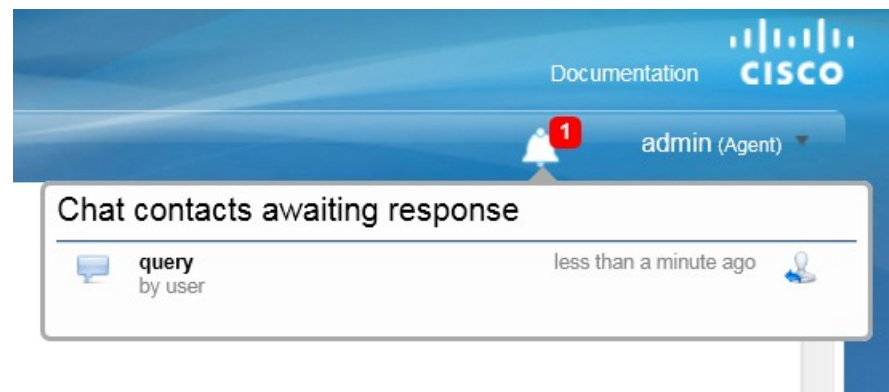 Documentation
CISCO
1
admin (Agent)
Chat contacts awaiting response
query
less than a minute ago
by user